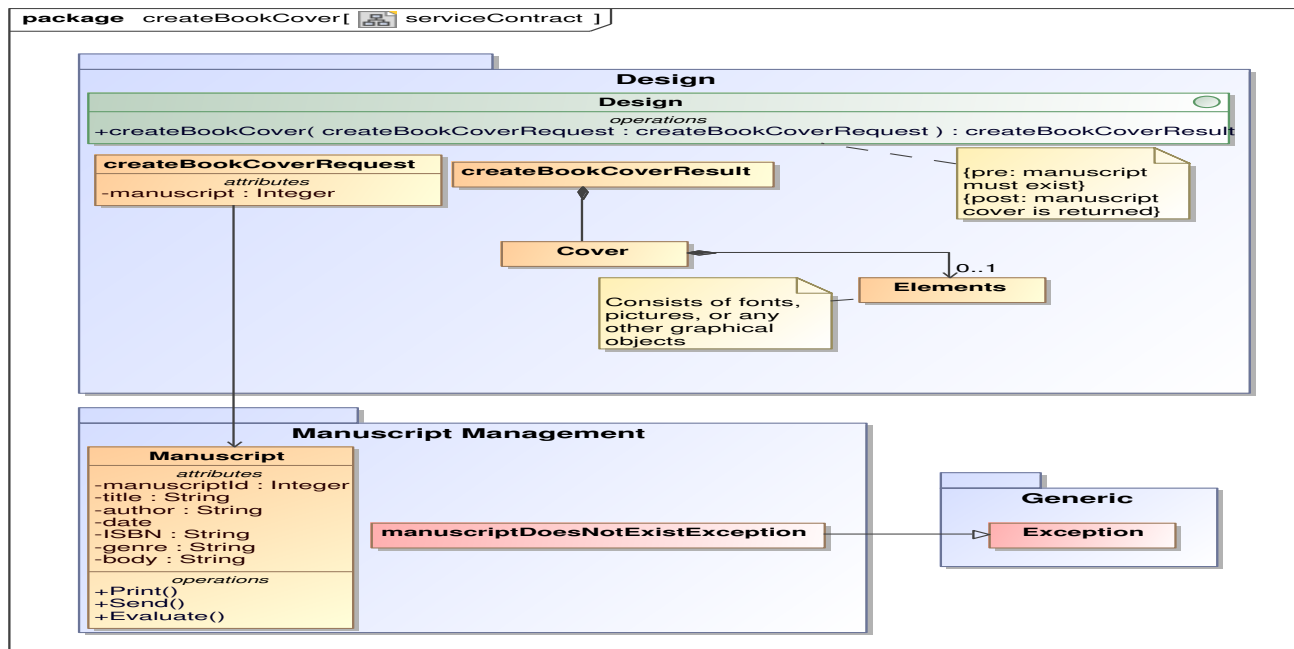 package createBookCover[ serviceContract ]
Design
Design
operations
+createBookCover( createBookCoverRequest : createBookCoverRequest ) : createBookCoverResult
createBookCoverRequest
attributes
-manuscript : Integer
createBookCoverResult
{pre: manuscript
must exist}
{post: manuscript
cover is returned}
Cover
0..1
Elements
Consists of fonts,
pictures, or any
other graphical
objects
Manuscript Management
Manuscript
attributes
-manuscriptId : Integer
-title : String
-author : String
-date
-ISBN : String
-genre : String
-body : String
operations
+Print()
+Send()
+Evaluate()
manuscriptDoesNotExistException
Generic
Exception